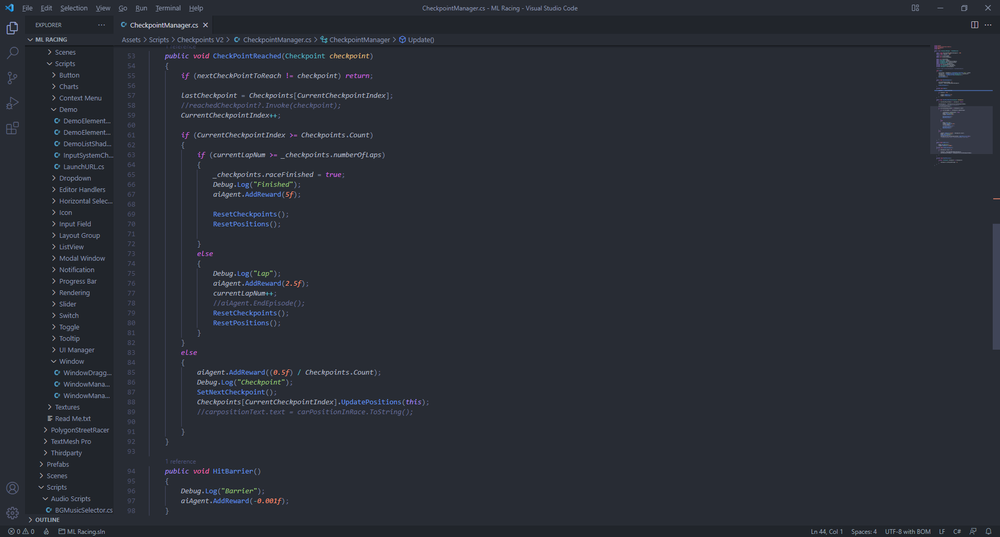 File Edit Selection View Go Run Terminal Help
CheckpointManager.cs - ML Racing - Visual Studio Code
EXPLORER ···
CheckpointManager.cs
ML RACING
Assets > Scripts > Checkpoints V2 > CheckpointManager.cs > CheckpointManager > Update()
Scenes
Scripts
Button
Charts
Context Menu
Demo
DemoElement...
DemoElement...
DemoListShad...
InputSystemCh...
LaunchURL.cs
Dropdown
Editor Handlers
Horizontal Selec...
Icon
Input Field
Layout Group
ListView
Modal Window
Notification
Progress Bar
Rendering
Slider
Switch
Toggle
Tooltip
UI Manager
Window
WindowDragg...
WindowMana...
WindowMana...
Textures
Read Me.txt
PolygonStreetRacer
TextMesh Pro
Thirdparty
Prefabs
Scenes
Scripts
Audio Scripts
BGMusicSelector.cs
OUTLINE
1 reference
53 public void CheckPointReached(Checkpoint checkpoint)
54 {
55 if (nextCheckPointToReach != checkpoint) return;
56
57 lastCheckpoint = Checkpoints[CurrentCheckpointIndex];
58 //reachedCheckpoint?.Invoke(checkpoint);
59 CurrentCheckpointIndex++;
60
61 if (CurrentCheckpointIndex >= Checkpoints.Count)
62 {
63 if (currentLapNum >= _checkpoints.numberOfLaps)
64 {
65 _checkpoints.raceFinished = true;
66 Debug.Log("Finished");
67 aiAgent.AddReward(5f);
68
69 ResetCheckpoints();
70 ResetPositions();
71
72 }
73 else
74 {
75 Debug.Log("Lap");
76 aiAgent.AddReward(2.5f);
77 currentLapNum++;
78 //aiAgent.EndEpisode();
79 ResetCheckpoints();
80 ResetPositions();
81 }
82 }
83 else
84 {
85 aiAgent.AddReward((0.5f) / Checkpoints.Count);
86 Debug.Log("Checkpoint");
87 SetNextCheckpoint();
88 Checkpoints[CurrentCheckpointIndex].UpdatePositions(this);
89 //carpositionText.text = carPositionInRace.ToString();
90
91 }
92 }
93
1 reference
94 public void HitBarrier()
95 {
96 Debug.Log("Barrier");
97 aiAgent.AddReward(-0.001f);
98 }
0 0 ML Racing.sln
Ln 44, Col 1 Spaces: 4 UTF-8 with BOM LF C#